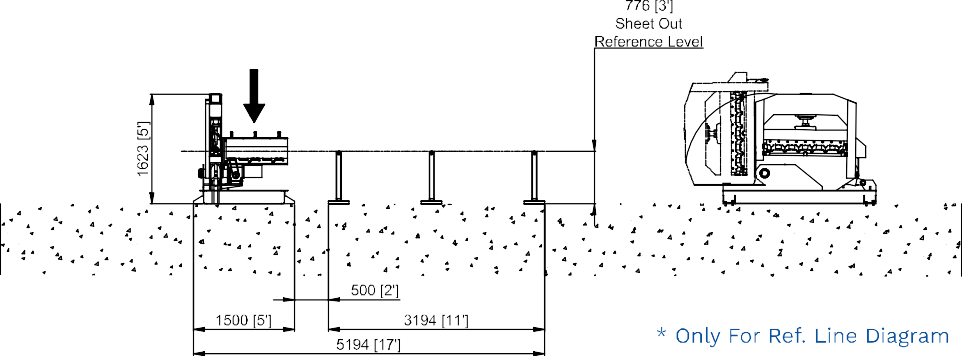 776 [3']
Sheet Out
Reference Level
1623 [5']
500 [2']
1500 [5']
3194 [11']
5194 [17']
* Only For Ref. Line Diagram